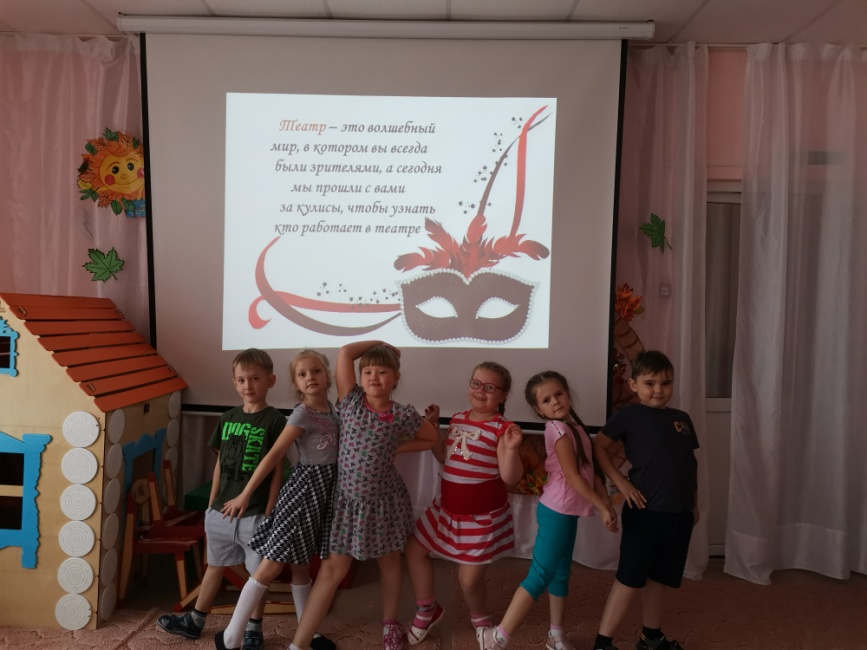 Театр – это волшебный
мир, в котором вы всегда
были зрителями, а сегодня
мы прошли с вами
за кулисы, чтобы узнать
кто работает в театре
SKATE